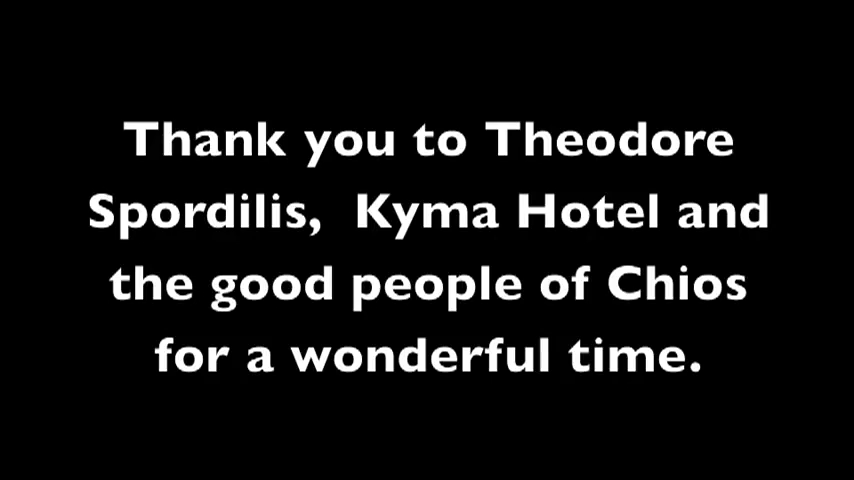 Thank you to Theodore
Spordilis,  Kyma Hotel and
the good people of Chios
for a wonderful time.